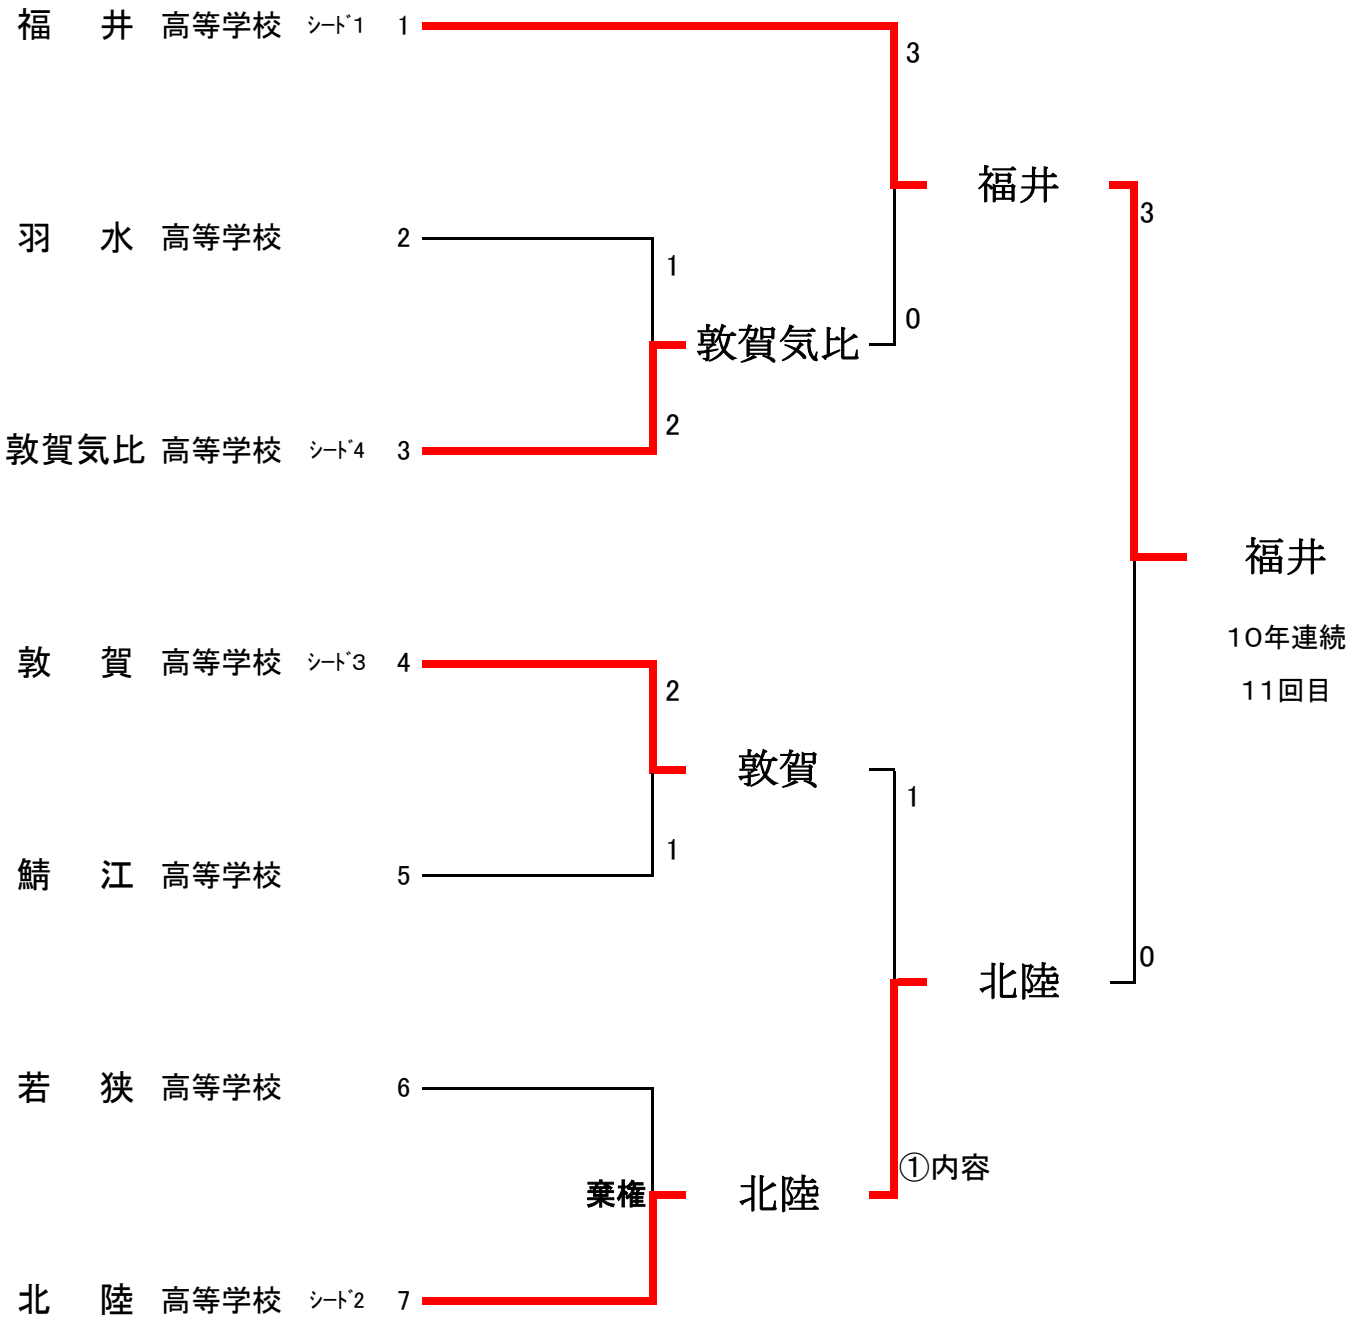 福　井 高等学校 ｼｰﾄﾞ1 1
3
福井
3
羽　水 高等学校 2
1
0
敦賀気比
2
敦賀気比 高等学校 ｼｰﾄﾞ4 3
福井
10年連続
11回目
敦　賀 高等学校 ｼｰﾄﾞ3 4
2
敦賀
1
1
鯖　江 高等学校 5
0
北陸
若　狭 高等学校 6
①内容
棄権
北陸
北　陸 高等学校 ｼｰﾄﾞ2 7